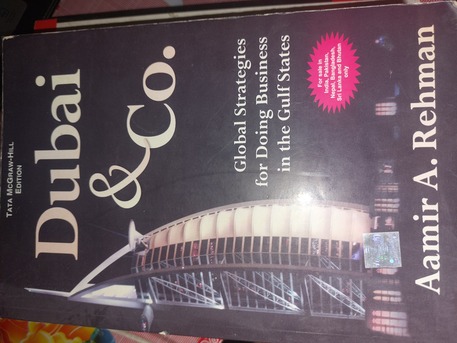 TATA MCGRAW-HILL
EDITION
Dubai
& Co.
Global Strategies
for Doing Business
in the Gulf States
For sale in
India, Pakistan,
Nepal, Bangladesh,
Sri Lanka and Bhutan
only
Aamir A. Rehman